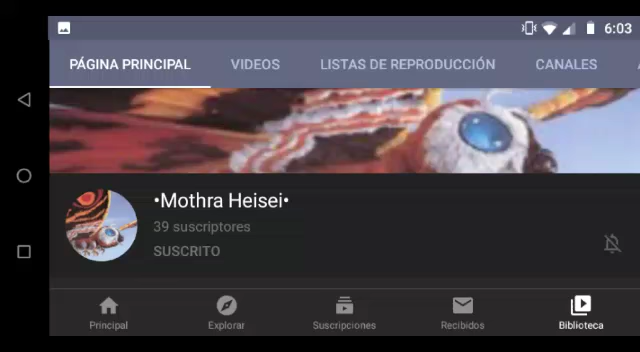 6:03
PÁGINA PRINCIPAL VIDEOS LISTAS DE REPRODUCCIÓN CANALES
•Mothra Heisei•
39 suscriptores
SUSCRITO
Principal Explorar Suscripciones Recibidos Biblioteca